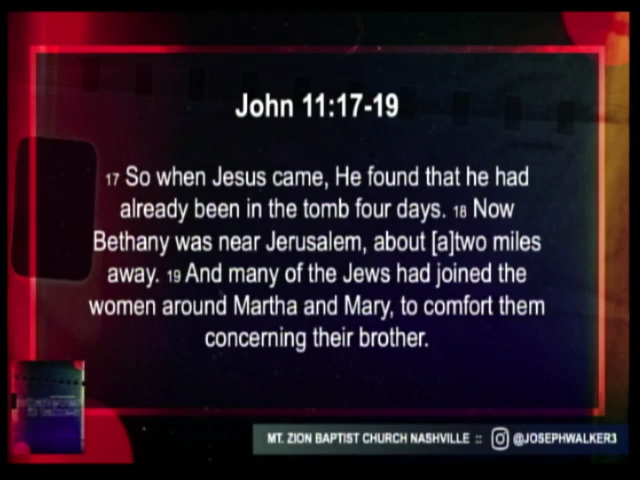 John 11:17-19
17 So when Jesus came, He found that he had
already been in the tomb four days. 18 Now
Bethany was near Jerusalem, about [a]two miles
away. 19 And many of the Jews had joined the
women around Martha and Mary, to comfort them
concerning their brother.
MT. ZION BAPTIST CHURCH NASHVILLE :: @JOSEPHWALKER3